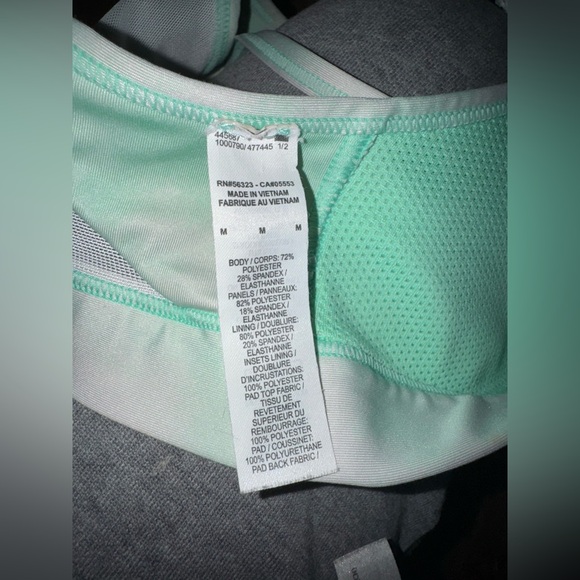 445687
1000790/ 477445 1/2
RN#56323 - CA#05553
MADE IN VIETNAM
FABRIQUE AU VIETNAM
M M M
BODY / CORPS: 72%
POLYESTER
28% SPANDEX /
ELASTHANNE
PANELS / PANNEAUX:
82% POLYESTER
18% SPANDEX /
ELASTHANNE
LINING / DOUBLURE:
80% POLYESTER
20% SPANDEX /
ELASTHANNE
INSETS LINING /
DOUBLURE
D'INCRUSTATIONS:
100% POLYESTER
PAD TOP FABRIC /
TISSU DE
REVETEMENT
SUPERIEUR DU
REMBOURRAGE:
100% POLYESTER
PAD / COUSSINET:
100% POLYURETHANE
PAD BACK FABRIC /